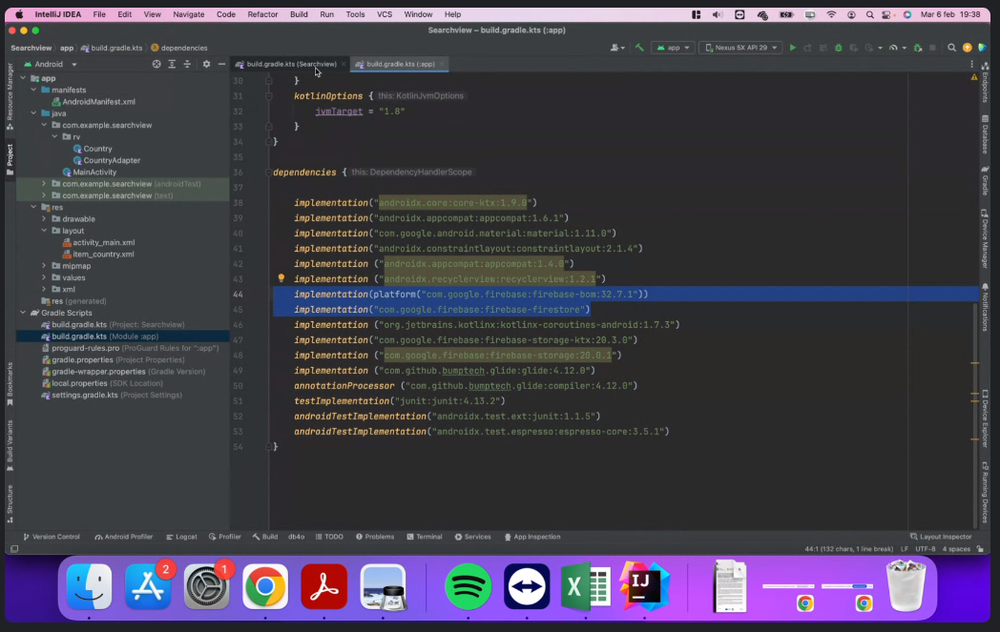 IntelliJ IDEA File Edit View Navigate Code Refactor Build Run Tools VCS Window Help Mar 6 feb 19:38
Searchview – build.gradle.kts (:app)
Searchview app build.gradle.kts dependencies app Nexus 5X API 29
Android build.gradle.kts (Searchview) build.gradle.kts (:app)
app
manifests
AndroidManifest.xml
java
com.example.searchview
rv
Country
CountryAdapter
MainActivity
com.example.searchview (androidTest)
com.example.searchview (test)
res
drawable
layout
activity_main.xml
item_country.xml
mipmap
values
xml
res (generated)
Gradle Scripts
build.gradle.kts (Project: Searchview)
build.gradle.kts (Module :app)
proguard-rules.pro (ProGuard Rules for ":app")
gradle.properties (Project Properties)
gradle-wrapper.properties (Gradle Version)
local.properties (SDK Location)
settings.gradle.kts (Project Settings)
30 }
31 kotlinOptions { this: KotlinJvmOptions
32 jvmTarget = "1.8"
33 }
34 }
35
36 dependencies { this: DependencyHandlerScope
37
38 implementation("androidx.core:core-ktx:1.9.0")
39 implementation("androidx.appcompat:appcompat:1.6.1")
40 implementation("com.google.android.material:material:1.11.0")
41 implementation("androidx.constraintlayout:constraintlayout:2.1.4")
42 implementation ("androidx.appcompat:appcompat:1.4.0")
43 implementation ("androidx.recyclerview:recyclerview:1.2.1")
44 implementation(platform("com.google.firebase:firebase-bom:32.7.1"))
45 implementation("com.google.firebase:firebase-firestore")
46 implementation ("org.jetbrains.kotlinx:kotlinx-coroutines-android:1.7.3")
47 implementation("com.google.firebase:firebase-storage-ktx:20.3.0")
48 implementation ("com.google.firebase:firebase-storage:20.0.1")
49 implementation ("com.github.bumptech.glide:glide:4.12.0")
50 annotationProcessor ("com.github.bumptech.glide:compiler:4.12.0")
51 testImplementation("junit:junit:4.13.2")
52 androidTestImplementation("androidx.test.ext:junit:1.1.5")
53 androidTestImplementation("androidx.test.espresso:espresso-core:3.5.1")
54 }
Resource Manager
Project
Bookmarks
Build Variants
Structure
Endpoints
Database
Gradle
Device Manager
Notifications
Device Explorer
Running Devices
Version Control Android Profiler Logcat Profiler Build db4o TODO Problems Terminal Services App Inspection Layout Inspector
44:1 (132 chars, 1 line break) LF UTF-8 4 spaces
2
1
X
IJ